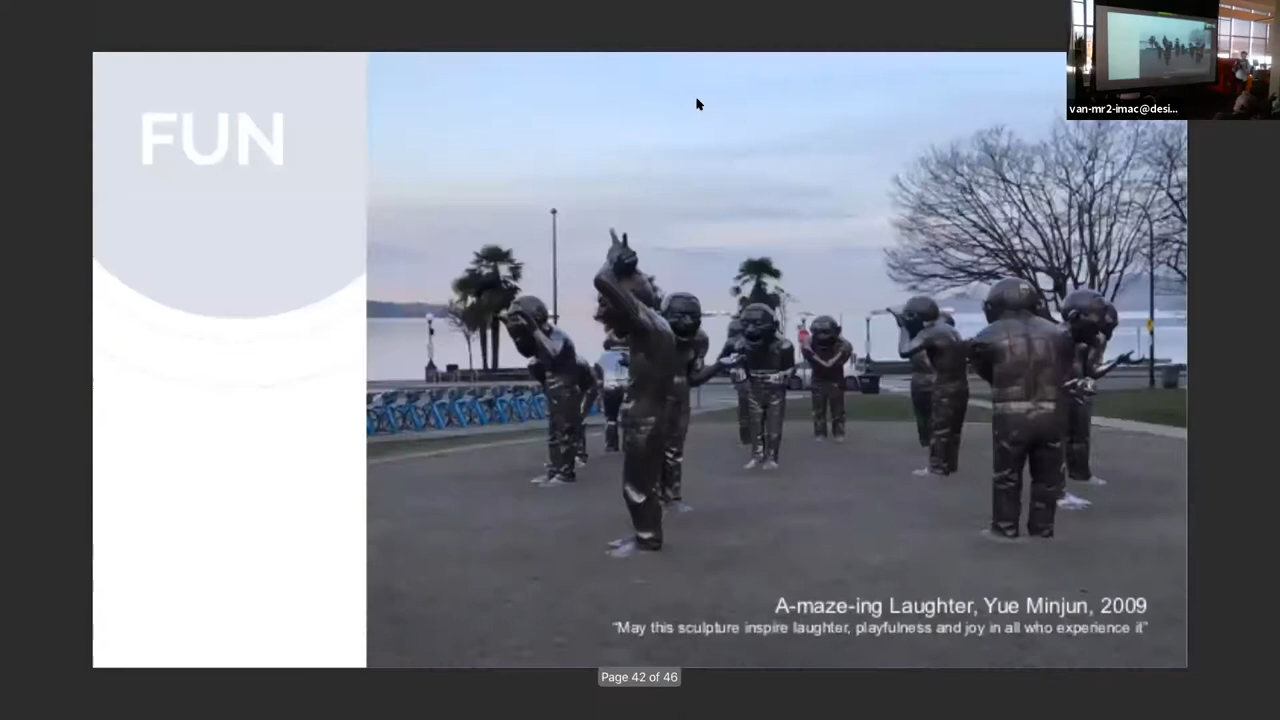 van-mr2-imac@desi...
FUN
A-maze-ing Laughter, Yue Minjun, 2009
"May this sculpture inspire laughter, playfulness and joy in all who experience it"
Page 42 of 46